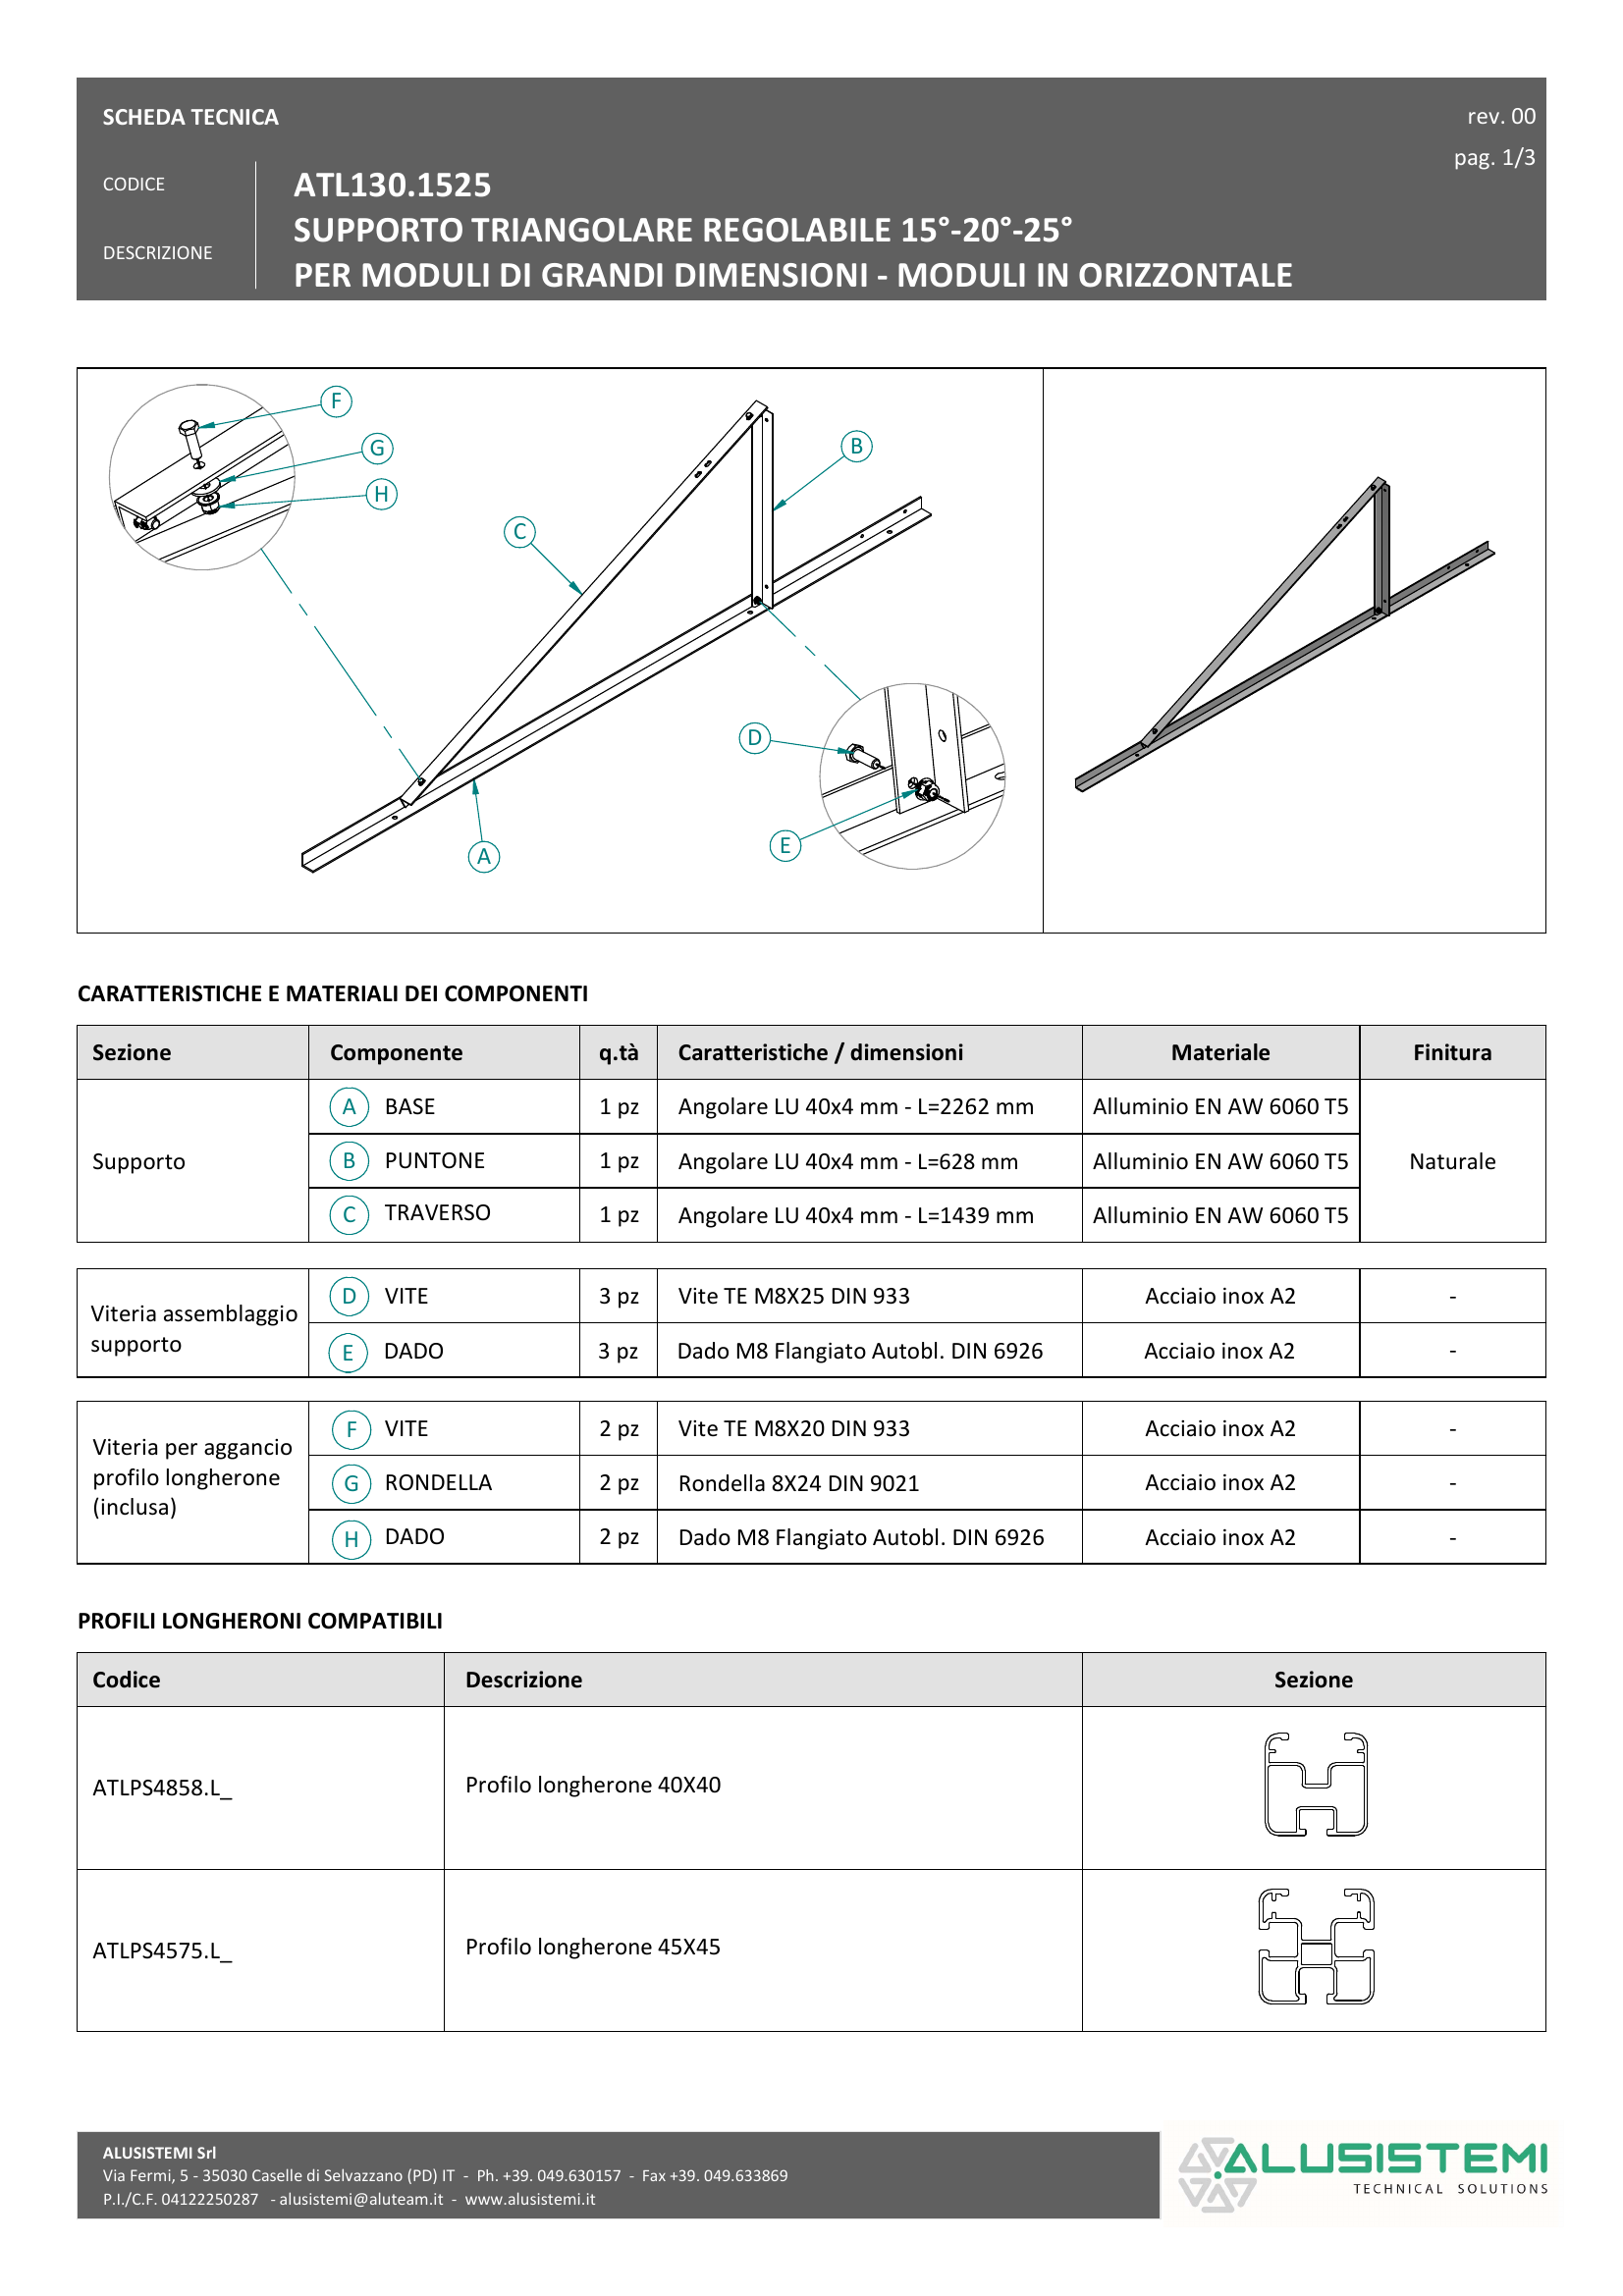 SCHEDA TECNICA
rev. 00
pag. 1/3
CODICE
ATL130.1525
DESCRIZIONE
SUPPORTO TRIANGOLARE REGOLABILE 15°-20°-25°
PER MODULI DI GRANDI DIMENSIONI - MODULI IN ORIZZONTALE
F
G
H
C
B
D
E
A
CARATTERISTICHE E MATERIALI DEI COMPONENTI
Sezione Componente q.tà Caratteristiche / dimensioni Materiale Finitura
Supporto
A BASE 1 pz Angolare LU 40x4 mm - L=2262 mm Alluminio EN AW 6060 T5
B PUNTONE 1 pz Angolare LU 40x4 mm - L=628 mm Alluminio EN AW 6060 T5
Naturale
C TRAVERSO 1 pz Angolare LU 40x4 mm - L=1439 mm Alluminio EN AW 6060 T5
Viteria assemblaggio
supporto
D VITE 3 pz Vite TE M8X25 DIN 933 Acciaio inox A2 -
E DADO 3 pz Dado M8 Flangiato Autobl. DIN 6926 Acciaio inox A2 -
Viteria per aggancio
profilo longherone
(inclusa)
F VITE 2 pz Vite TE M8X20 DIN 933 Acciaio inox A2 -
G RONDELLA 2 pz Rondella 8X24 DIN 9021 Acciaio inox A2 -
H DADO 2 pz Dado M8 Flangiato Autobl. DIN 6926 Acciaio inox A2 -
PROFILI LONGHERONI COMPATIBILI
Codice Descrizione Sezione
ATLPS4858.L_ Profilo longherone 40X40
ATLPS4575.L_ Profilo longherone 45X45
ALUSISTEMI Srl
Via Fermi, 5 - 35030 Caselle di Selvazzano (PD) IT - Ph. +39. 049.630157 - Fax +39. 049.633869
P.I./C.F. 04122250287 - alusistemi@aluteam.it - www.alusistemi.it
ALUSISTEMI
TECHNICAL SOLUTIONS